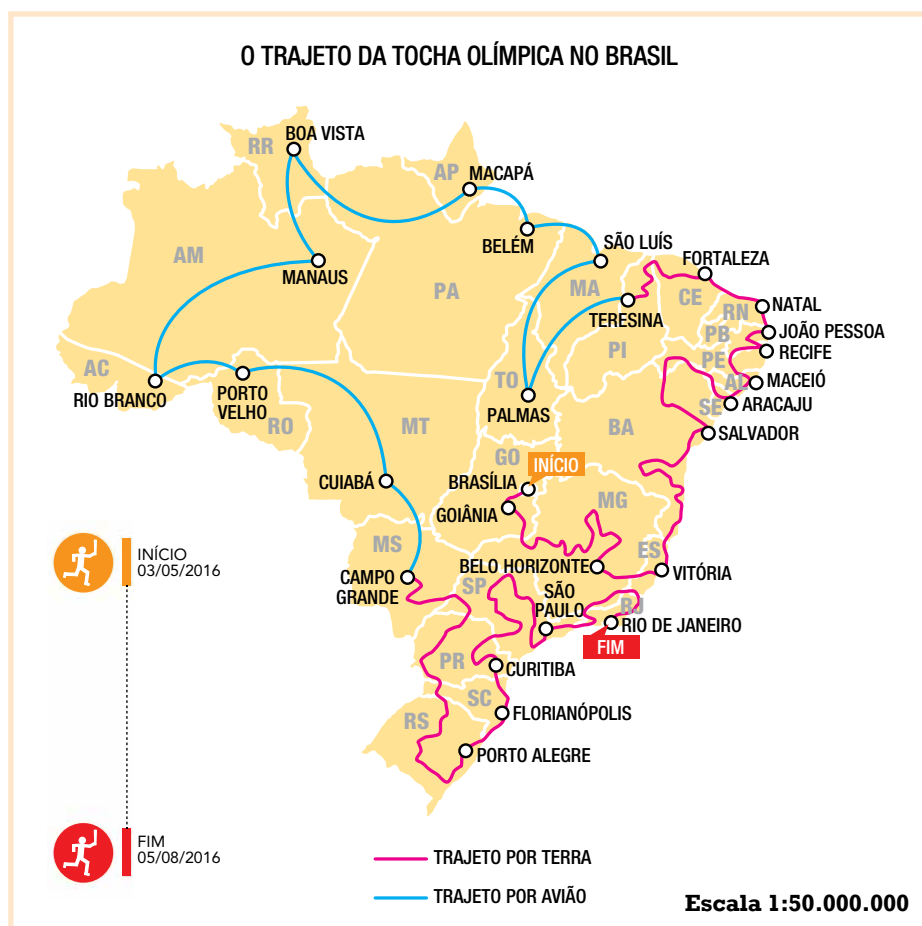 O TRAJETO DA TOCHA OLÍMPICA NO BRASIL
BOA VISTA
RR
AP
MACAPÁ
BELÉM
SÃO LUÍS
FORTALEZA
AM
MANAUS
PA
MA
CE
TERESINA
RN
NATAL
PB
JOÃO PESSOA
PI
PE
RECIFE
AC
RIO BRANCO
PORTO
VELHO
RO
TO
PALMAS
AL
MACEIÓ
SE
ARACAJU
MT
BA
SALVADOR
GO
INÍCIO
CUIABÁ
BRASÍLIA
GOIÂNIA
MG
MS
ES
BELO HORIZONTE
VITÓRIA
CAMPO
GRANDE
SP
SÃO
PAULO
RJ
RIO DE JANEIRO
FIM
PR
CURITIBA
SC
FLORIANÓPOLIS
RS
PORTO ALEGRE
INÍCIO
03/05/2016
FIM
05/08/2016
TRAJETO POR TERRA
TRAJETO POR AVIÃO
Escala 1:50.000.000